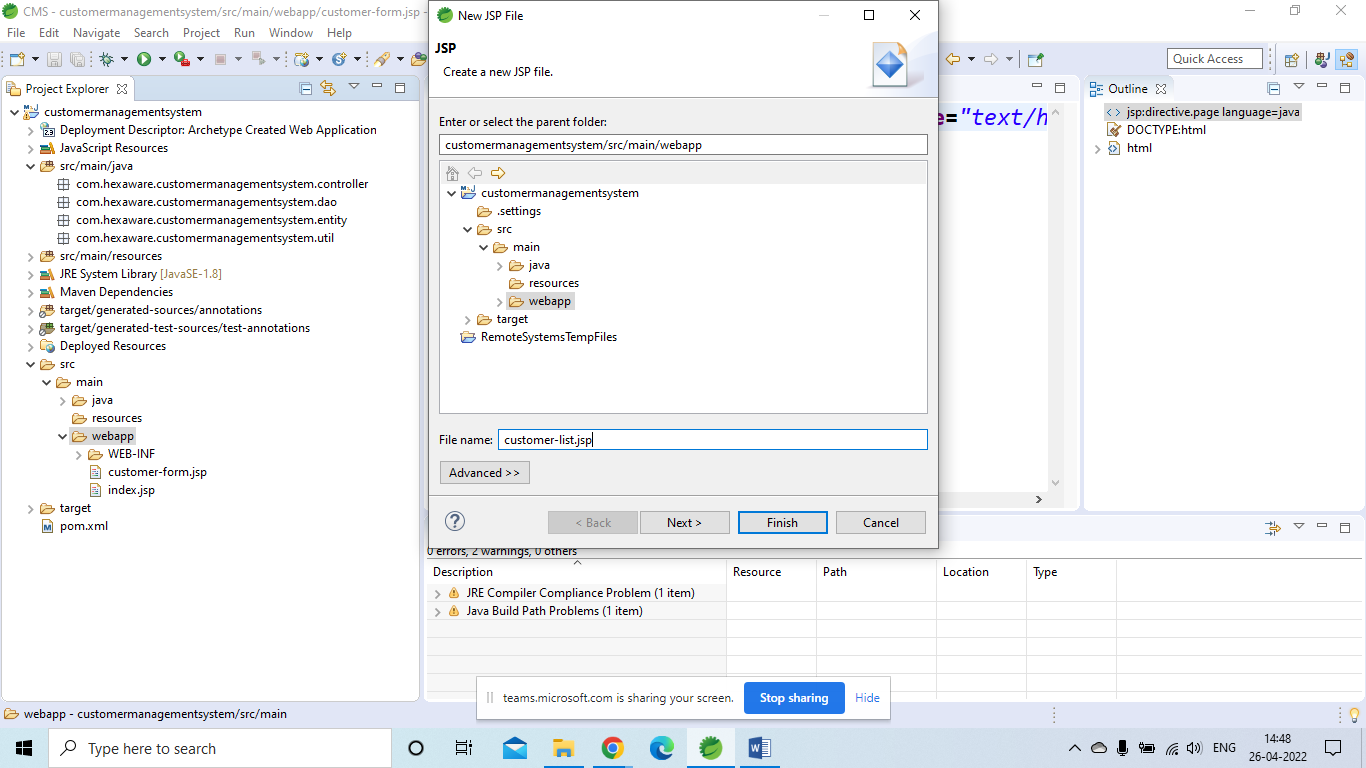 CMS - customermanagementsystem/src/main/webapp/customer-form.jsp -
File Edit Navigate Search Project Run Window Help
Quick Access
Project Explorer
customermanagementsystem
Deployment Descriptor: Archetype Created Web Application
JavaScript Resources
src/main/java
com.hexaware.customermanagementsystem.controller
com.hexaware.customermanagementsystem.dao
com.hexaware.customermanagementsystem.entity
com.hexaware.customermanagementsystem.util
src/main/resources
JRE System Library [JavaSE-1.8]
Maven Dependencies
target/generated-sources/annotations
target/generated-test-sources/test-annotations
Deployed Resources
src
main
java
resources
webapp
WEB-INF
customer-form.jsp
index.jsp
target
pom.xml
New JSP File
JSP
Create a new JSP file.
Enter or select the parent folder:
customermanagementsystem/src/main/webapp
customermanagementsystem
.settings
src
main
java
resources
webapp
target
RemoteSystemsTempFiles
File name: customer-list.jsp
Advanced >>
< Back Next > Finish Cancel
="text/h
Outline
jsp:directive.page language=java
DOCTYPE:html
html
0 errors, 2 warnings, 0 others
Description Resource Path Location Type
JRE Compiler Compliance Problem (1 item)
Java Build Path Problems (1 item)
teams.microsoft.com is sharing your screen. Stop sharing Hide
webapp - customermanagementsystem/src/main
Type here to search
ENG
14:48
26-04-2022